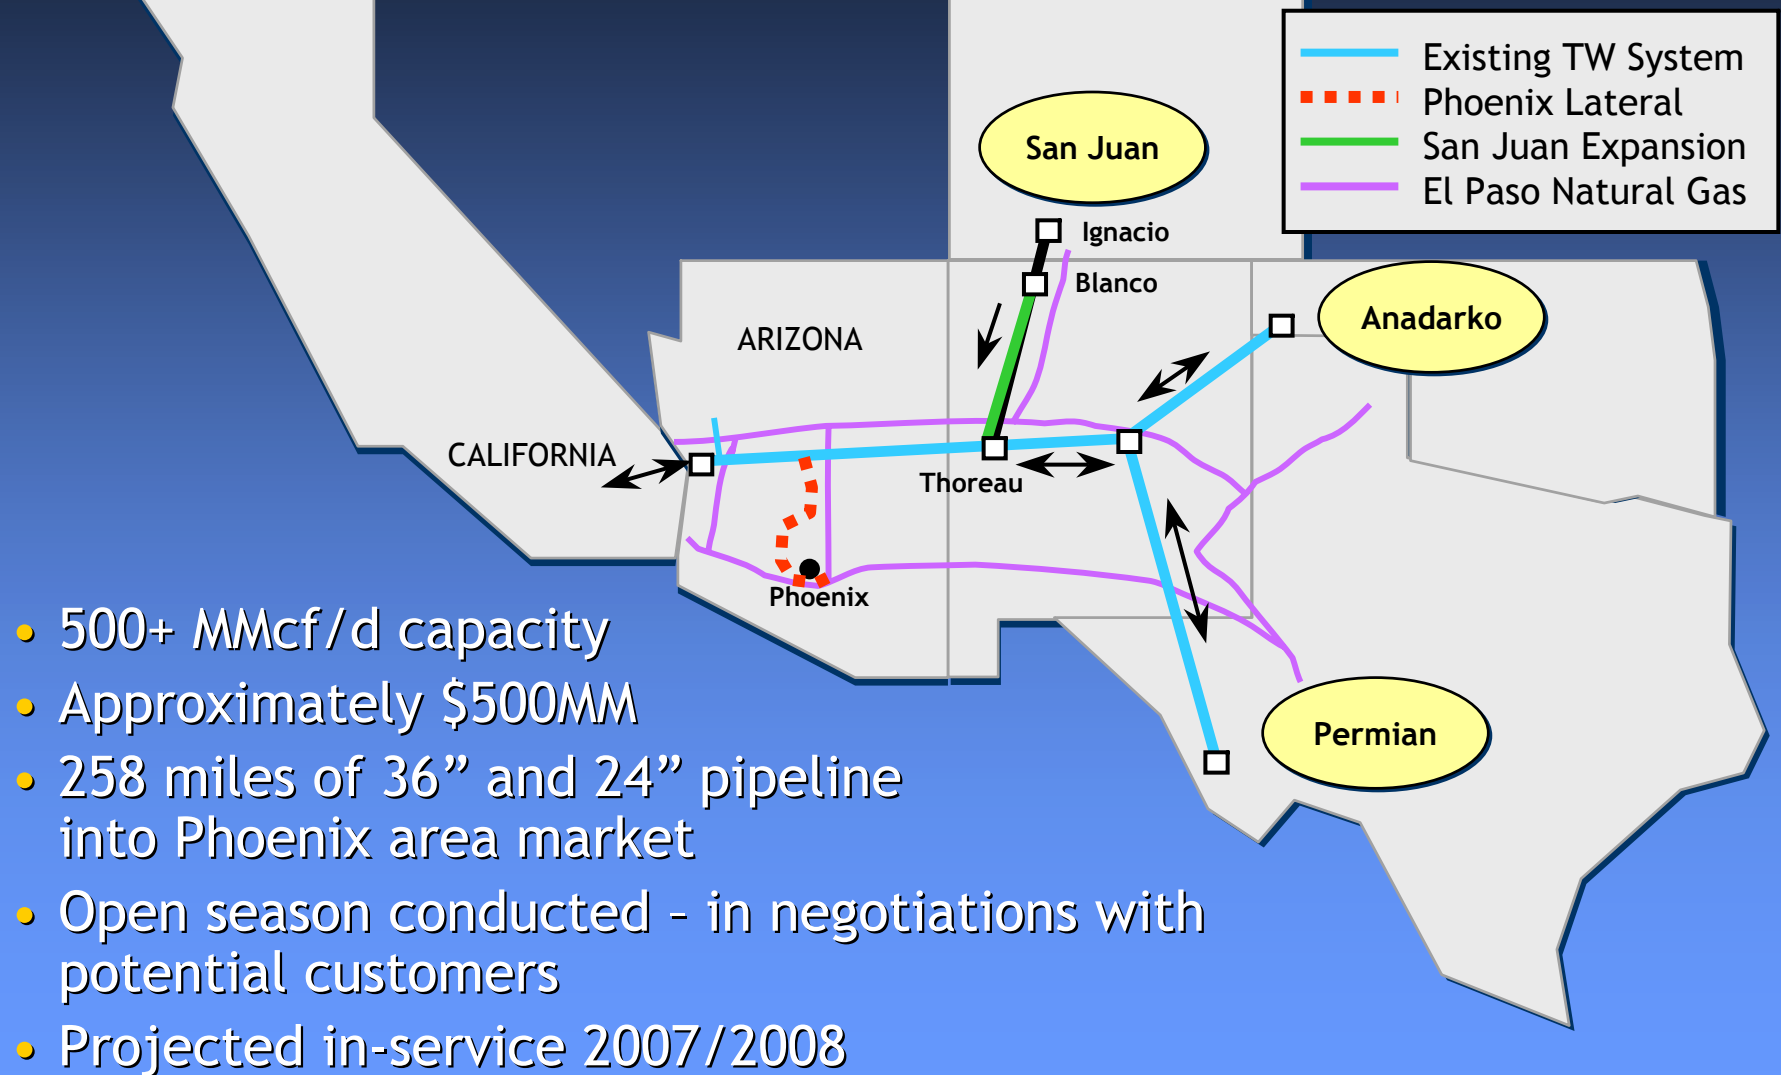 Existing TW System
Phoenix Lateral
San Juan Expansion
El Paso Natural Gas
San Juan
Ignacio
Blanco
Anadarko
ARIZONA
CALIFORNIA
Thoreau
Phoenix
Permian
• 500+ MMcf/d capacity
• Approximately $500MM
• 258 miles of 36” and 24” pipeline
into Phoenix area market
• Open season conducted – in negotiations with
potential customers
• Projected in-service 2007/2008